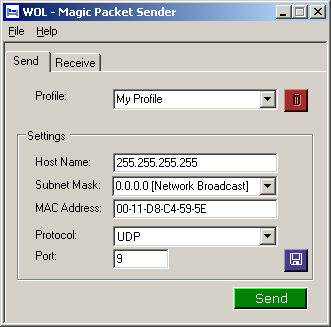 WOL - Magic Packet Sender
File Help
Send Receive
Profile: My Profile
Settings
Host Name: 255.255.255.255
Subnet Mask: 0.0.0.0 [Network Broadcast]
MAC Address: 00-11-D8-C4-59-5E
Protocol: UDP
Port: 9
Send